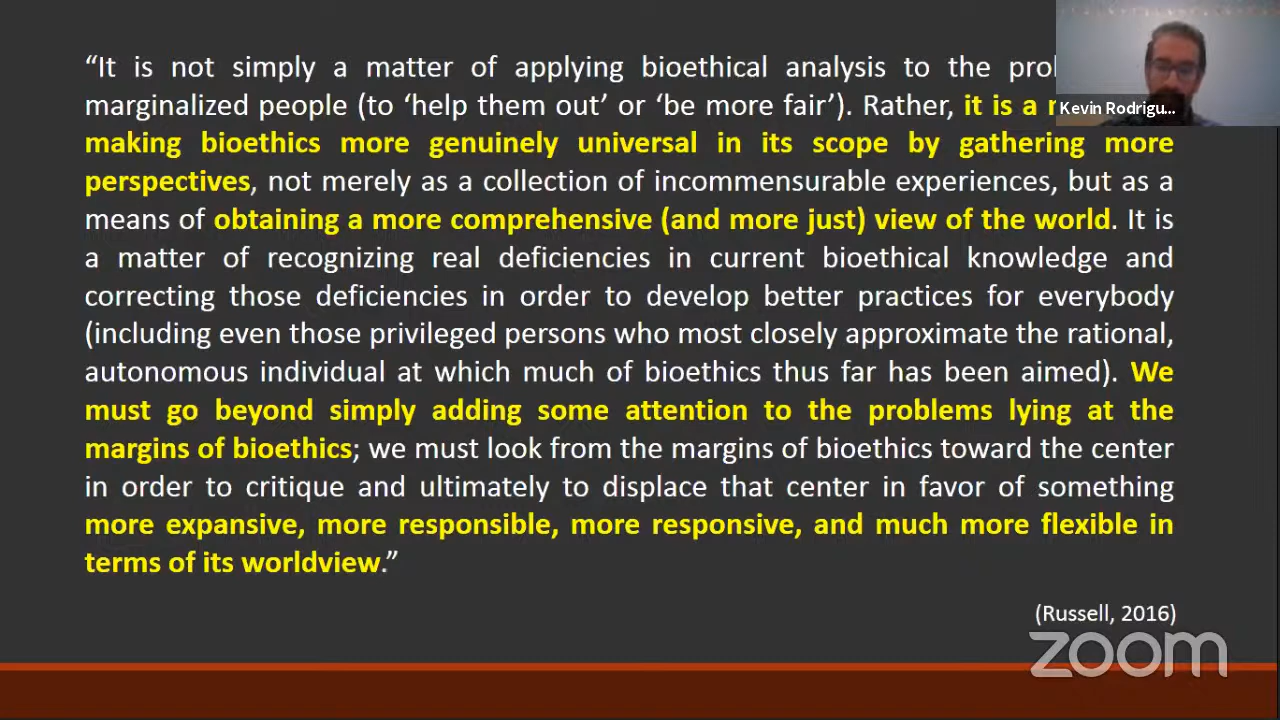 “It is not simply a matter of applying bioethical analysis to the
marginalized people (to ‘help them out’ or ‘be more fair’). Rather, it is a
making bioethics more genuinely universal in its scope by gathering more
perspectives, not merely as a collection of incommensurable experiences, but as a
means of obtaining a more comprehensive (and more just) view of the world. It is
a matter of recognizing real deficiencies in current bioethical knowledge and
correcting those deficiencies in order to develop better practices for everybody
(including even those privileged persons who most closely approximate the rational,
autonomous individual at which much of bioethics thus far has been aimed). We
must go beyond simply adding some attention to the problems lying at the
margins of bioethics; we must look from the margins of bioethics toward the center
in order to critique and ultimately to displace that center in favor of something
more expansive, more responsible, more responsive, and much more flexible in
terms of its worldview.”
(Russell, 2016)
Kevin Rodrigu...
zoom